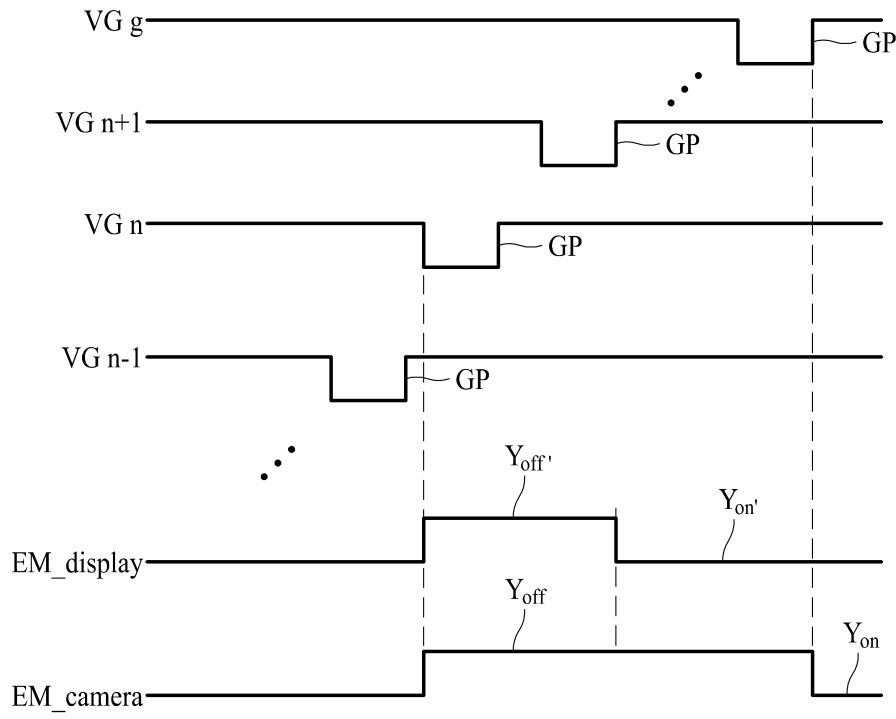 VG g
GP
VG n+1
GP
VG n
GP
VG n-1
GP
Yoff'
Yon'
EM_display
Yoff
Yon
EM_camera